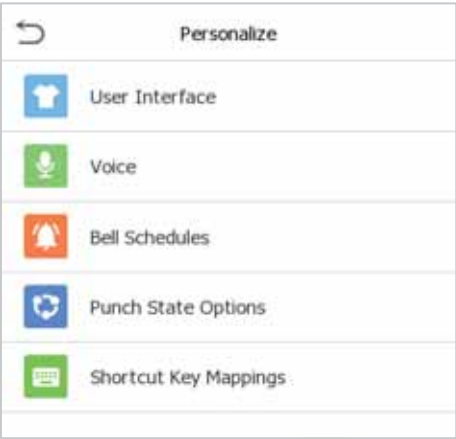 Personalize
User Interface
Voice
Bell Schedules
Punch State Options
Shortcut Key Mappings